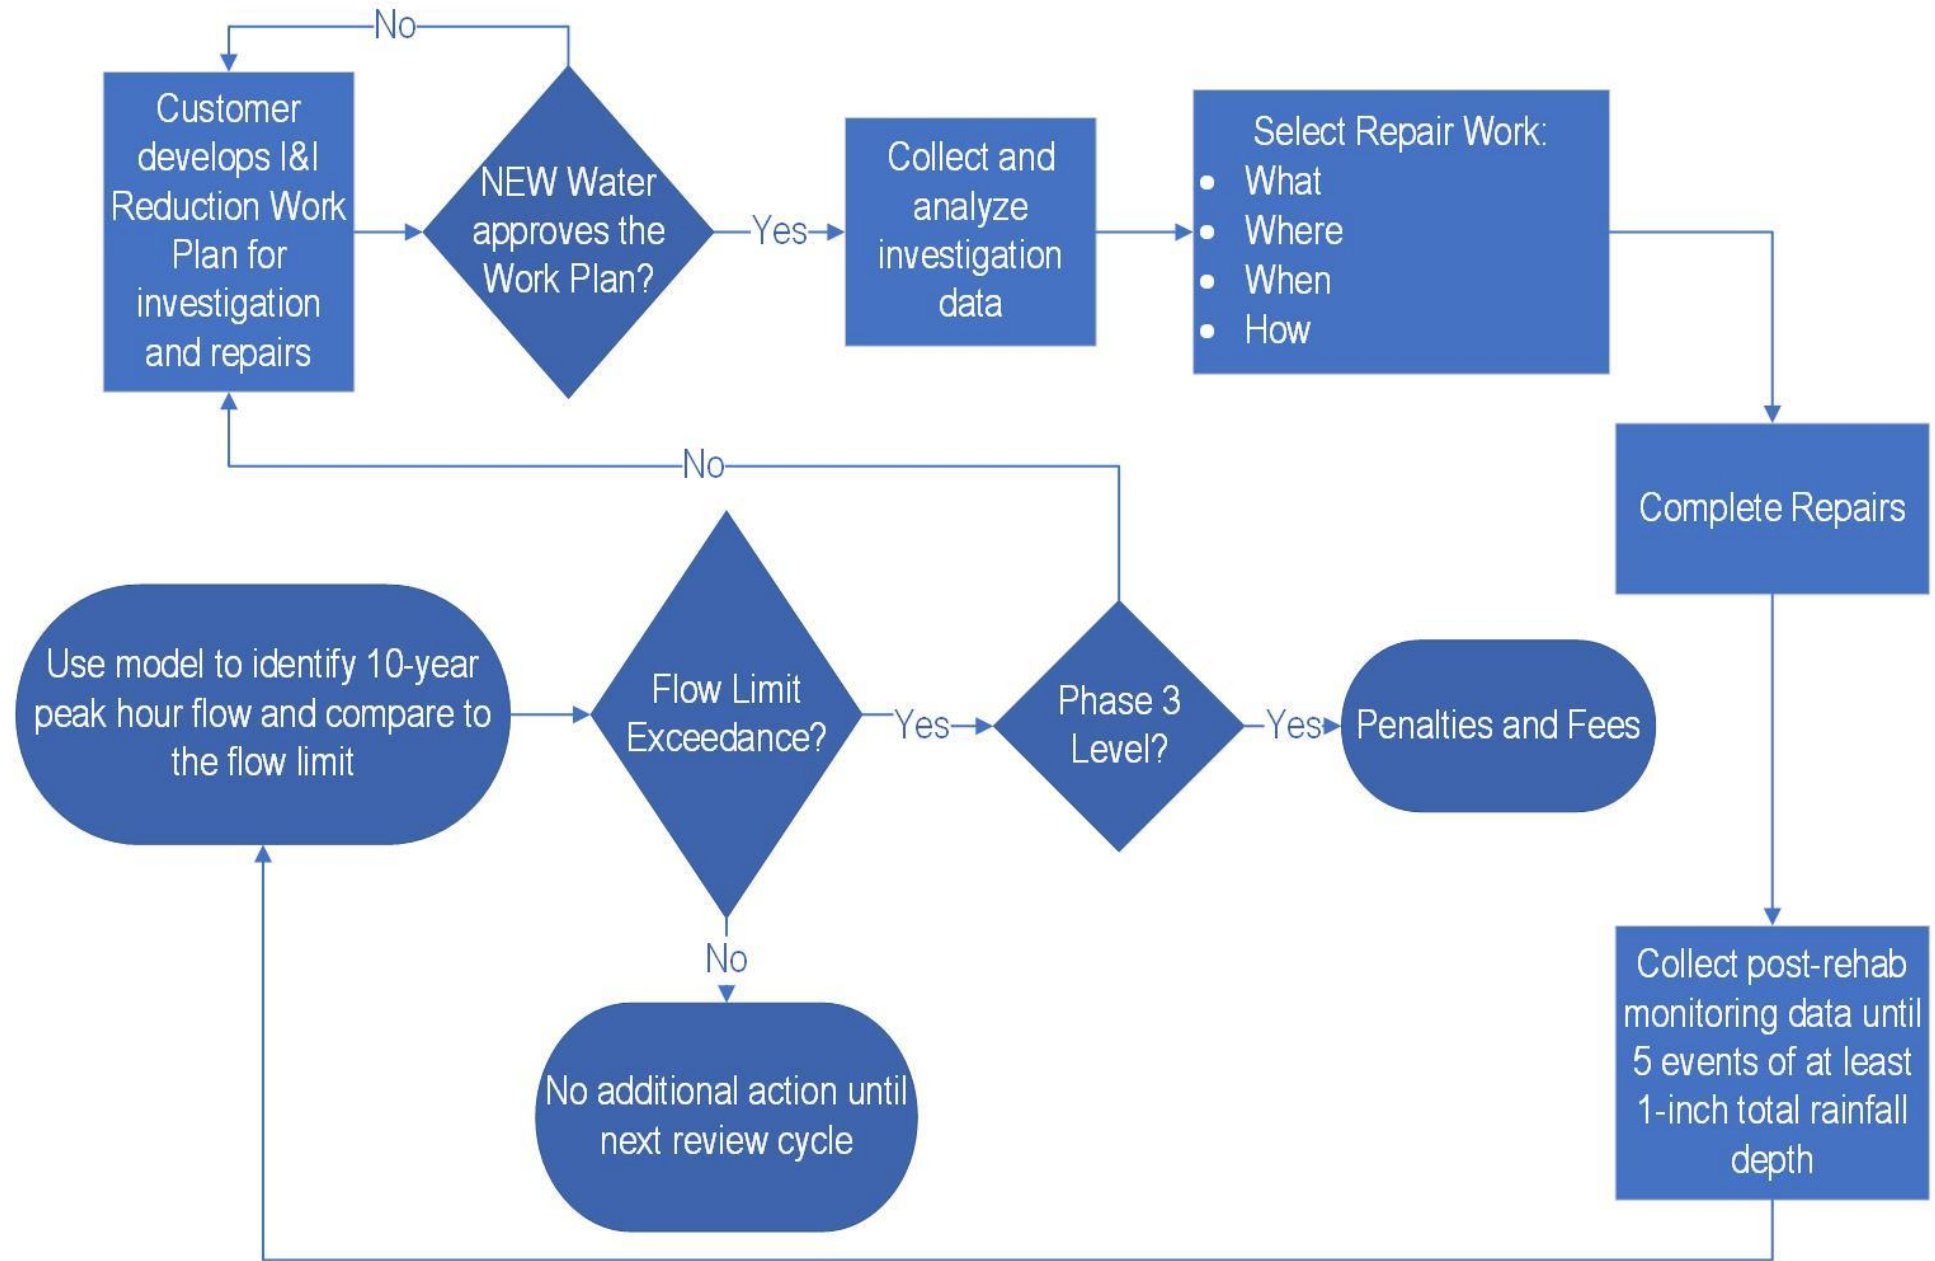 No
Customer
develops I&I
Reduction Work
Plan for
investigation
and repairs
NEW Water
approves the
Work Plan?
Yes
Collect and
analyze
investigation
data
Select Repair Work:
• What
• Where
• When
• How
Complete Repairs
Collect post-rehab
monitoring data until
5 events of at least
1-inch total rainfall
depth
Use model to identify 10-year
peak hour flow and compare to
the flow limit
Flow Limit
Exceedance?
Yes
Phase 3
Level?
Yes
Penalties and Fees
No
No
No additional action until
next review cycle